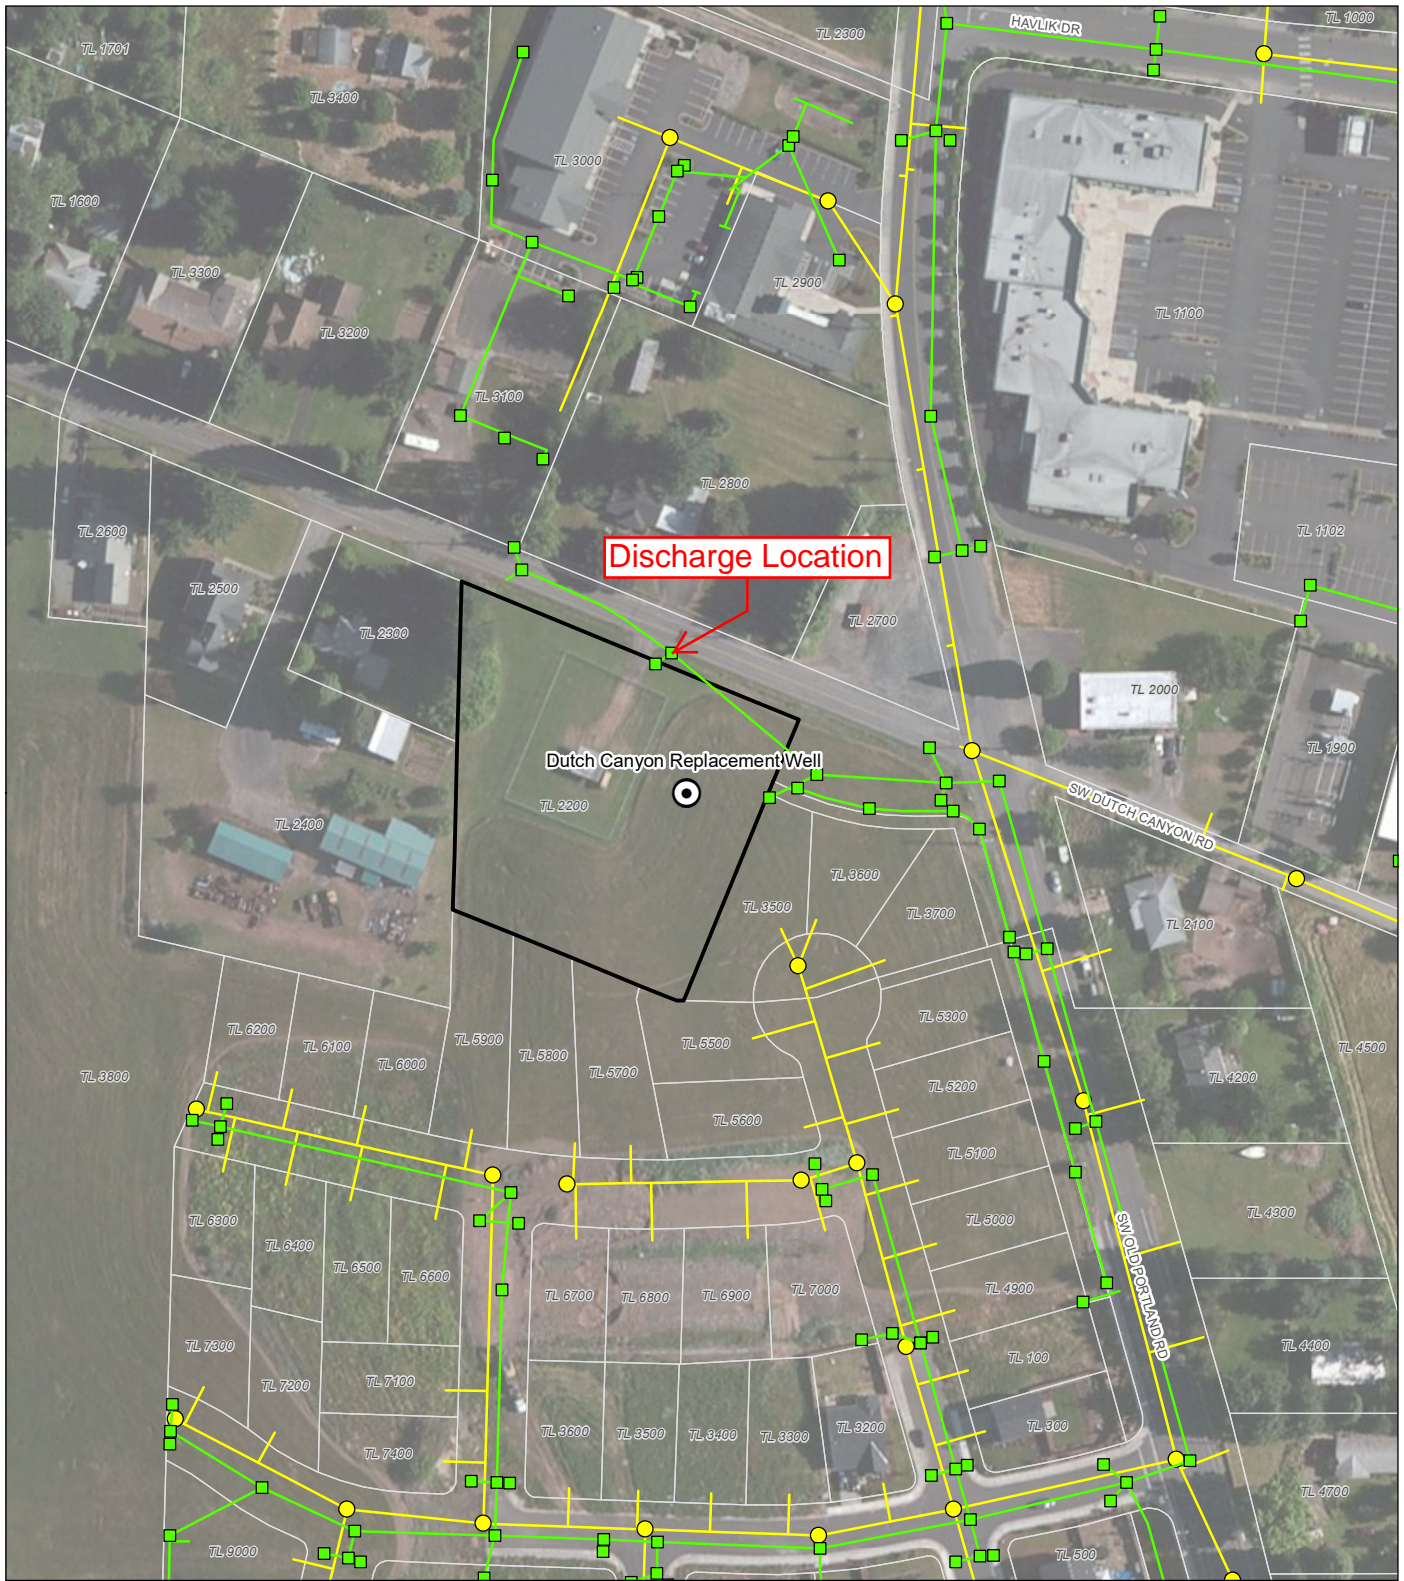 HAVLIK DR
TL 1000
TL 2300
TL 1701
TL 3400
TL 3000
TL 1600
TL 3300
TL 2900
TL 3200
TL 1100
TL 3100
TL 2800
TL 2600
TL 1102
Discharge Location
TL 2500
TL 2700
TL 2300
TL 2000
TL 1900
Dutch Canyon Replacement Well
TL 2200
SW DUTCH CANYON RD
TL 2400
TL 3600
TL 3500
TL 3700
TL 2100
TL 5300
TL 6200
TL 6100
TL 5900
TL 6000
TL 5800
TL 5500
TL 5700
TL 4500
TL 3800
TL 4200
TL 5200
TL 5600
TL 5100
TL 6300
TL 5000
TL 4300
TL 6400
TL 6500
TL 6600
TL 6700
TL 6800
TL 6900
TL 7000
TL 4900
SW OLD PORTLAND RD
TL 7300
TL 4400
TL 100
TL 7200
TL 7100
TL 3600
TL 3500
TL 3400
TL 3300
TL 3200
TL 300
TL 7400
TL 4700
TL 9000
TL 500